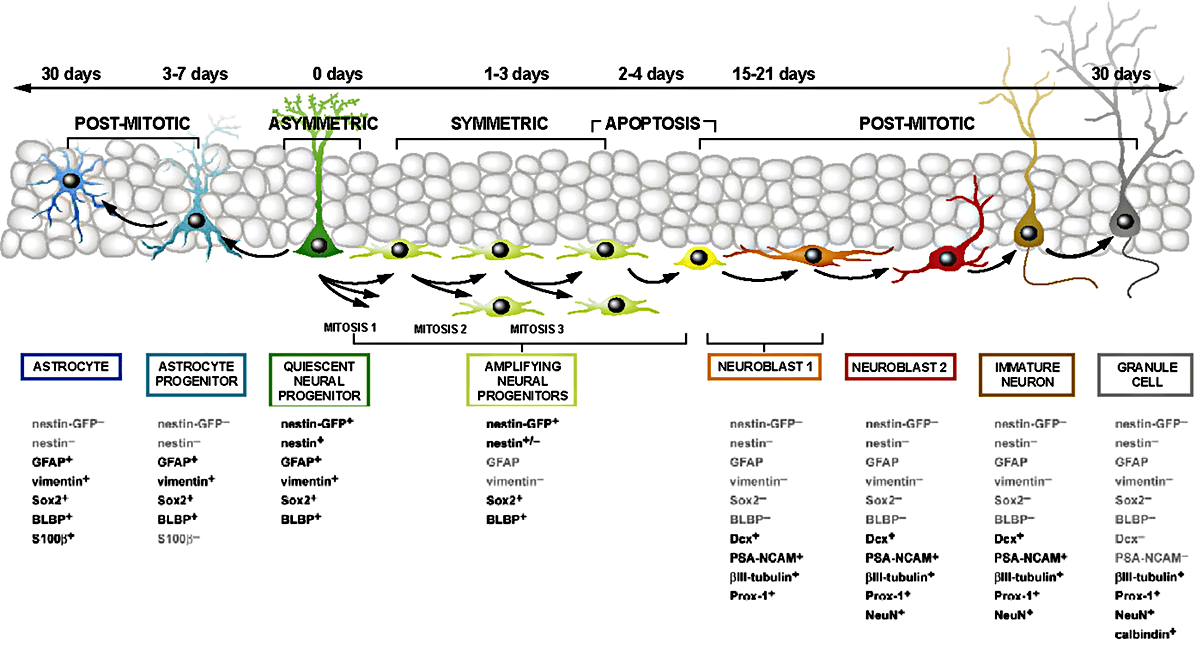 30 days
3-7 days
0 days
1-3 days
2-4 days
15-21 days
30 days
POST-MITOTIC
ASYMMETRIC
SYMMETRIC
APOPTOSIS
POST-MITOTIC
MITOSIS 1
MITOSIS 2
MITOSIS 3
ASTROCYTE
nestin-GFP−
nestin−
GFAP+
vimentin+
Sox2+
BLBP+
S100β+
ASTROCYTE
PROGENITOR
nestin-GFP−
nestin−
GFAP+
vimentin+
Sox2+
BLBP+
S100β−
QUIESCENT
NEURAL
PROGENITOR
nestin-GFP+
nestin+
GFAP+
vimentin+
Sox2+
BLBP+
AMPLIFYING
NEURAL
PROGENITORS
nestin-GFP+
nestin+/−
GFAP
vimentin−
Sox2+
BLBP+
NEUROBLAST 1
nestin-GFP−
nestin−
GFAP
vimentin−
Sox2−
BLBP−
Dcx+
PSA-NCAM+
βIII-tubulin+
Prox-1+
NEUROBLAST 2
nestin-GFP−
nestin−
GFAP
vimentin−
Sox2−
BLBP−
Dcx+
PSA-NCAM+
βIII-tubulin+
Prox-1+
NeuN+
IMMATURE
NEURON
nestin-GFP−
nestin−
GFAP
vimentin−
Sox2−
BLBP−
Dcx+
PSA-NCAM+
βIII-tubulin+
Prox-1+
NeuN+
GRANULE
CELL
nestin-GFP−
nestin−
GFAP
vimentin−
Sox2−
BLBP−
Dcx−
PSA-NCAM−
βIII-tubulin+
Prox-1+
NeuN+
calbindin+